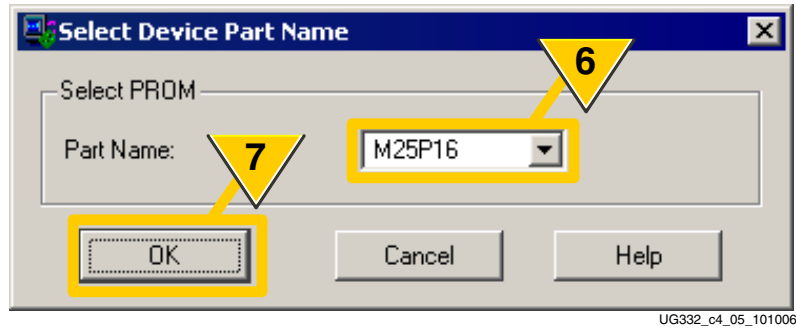 Select Device Part Name
6
Select PROM
Part Name:
7
M25P16
OK
Cancel
Help
UG332_c4_05_101006